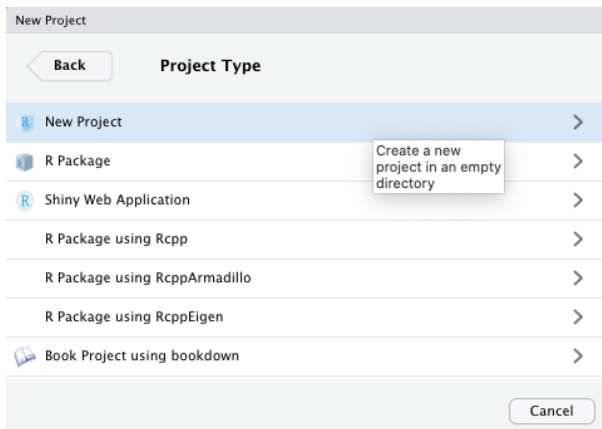 New Project
Back
Project Type
New Project
Create a new
project in an empty
directory
R Package
Shiny Web Application
R Package using Rcpp
R Package using RcppArmadillo
R Package using RcppEigen
Book Project using bookdown
Cancel